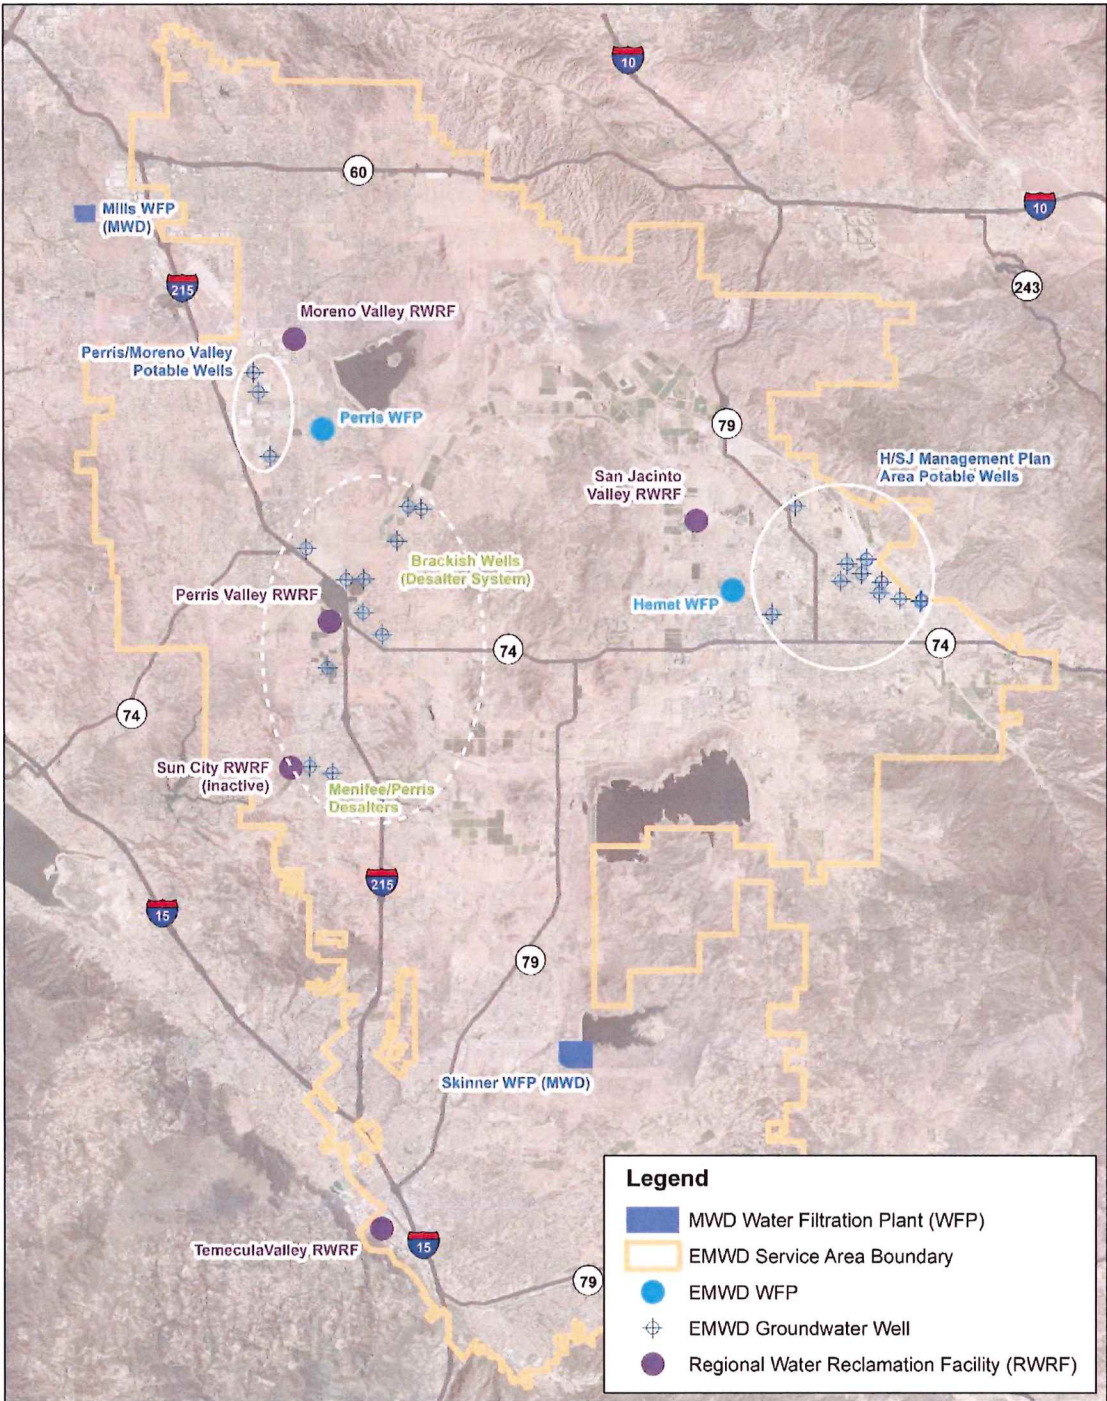 10
60
Mills WFP
(MWD)
10
215
243
Moreno Valley RWRF
Perris/Moreno Valley
Potable Wells
Perris WFP
79
H/SJ Management Plan
Area Potable Wells
San Jacinto
Valley RWRF
Brackish Wells
(Desalter System)
Perris Valley RWRF
Hemet WFP
74
74
74
Sun City RWRF
(inactive)
Menifee/Perris
Desalters
215
15
79
Skinner WFP (MWD)
TemeculaValley RWRF
15
79
Legend
MWD Water Filtration Plant (WFP)
EMWD Service Area Boundary
EMWD WFP
EMWD Groundwater Well
Regional Water Reclamation Facility (RWRF)